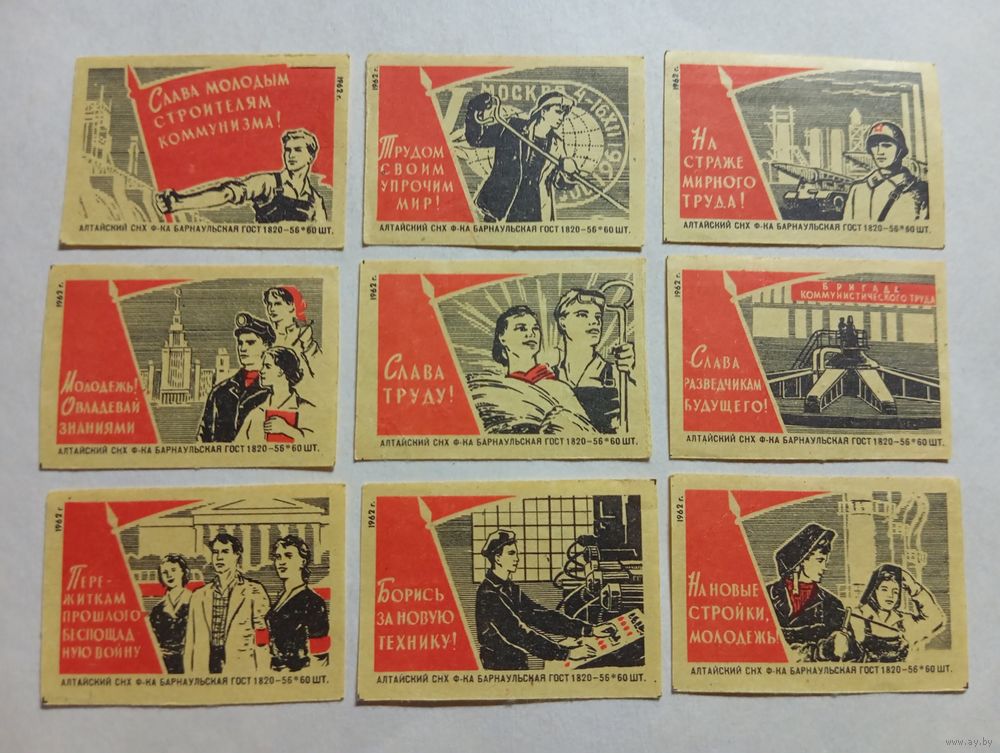 СЛАВА МОЛОДЫМ
СТРОИТЕЛЯМ
КОММУНИЗМА!
1962 г.
АЛТАЙСКИЙ СНХ Ф-КА БАРНАУЛЬСКАЯ ГОСТ 1820-56*60 ШТ.
1962 г.
МОСКВА 4-16 XII 196
ТРУДОМ
СВОИМ
УПРОЧИМ
МИР!
АЛТАЙСКИЙ СНХ Ф-КА БАРНАУЛЬСКАЯ ГОСТ 1820-56*60 ШТ.
1962 г.
НА
СТРАЖЕ
МИРНОГО
ТРУДА!
АЛТАЙСКИЙ СНХ Ф-КА БАРНАУЛЬСКАЯ ГОСТ 1820-56*60 ШТ.
1962 г.
МОЛОДЕЖЬ!
ОВЛАДЕВАЙ
ЗНАНИЯМИ
АЛТАЙСКИЙ СНХ Ф-КА БАРНАУЛЬСКАЯ ГОСТ 1820-56*60 ШТ.
1962 г.
СЛАВА
ТРУДУ!
АЛТАЙСКИЙ СНХ Ф-КА БАРНАУЛЬСКАЯ ГОСТ 1820-56*60 ШТ.
1962 г.
БРИГАДА
КОММУНИСТИЧЕСКОГО ТРУДА
СЛАВА
РАЗВЕДЧИКАМ
БУДУЩЕГО!
АЛТАЙСКИЙ СНХ Ф-КА БАРНАУЛЬСКАЯ ГОСТ 1820-56*60 ШТ.
1962 г.
ПЕРЕ-
ЖИТКАМ
ПРОШЛОГО
БЕСПОЩАД
НУЮ ВОЙНУ
АЛТАЙСКИЙ СНХ Ф-КА БАРНАУЛЬСКАЯ ГОСТ 1820-56*60 ШТ.
1962 г.
БОРИСЬ
ЗА НОВУЮ
ТЕХНИКУ!
АЛТАЙСКИЙ СНХ Ф-КА БАРНАУЛЬСКАЯ ГОСТ 1820-56*60 ШТ.
1962 г.
НА НОВЫЕ
СТРОЙКИ,
МОЛОДЕЖЬ!
АЛТАЙСКИЙ СНХ Ф-КА БАРНАУЛЬСКАЯ ГОСТ 1820-56*60 ШТ.
www.ay.by